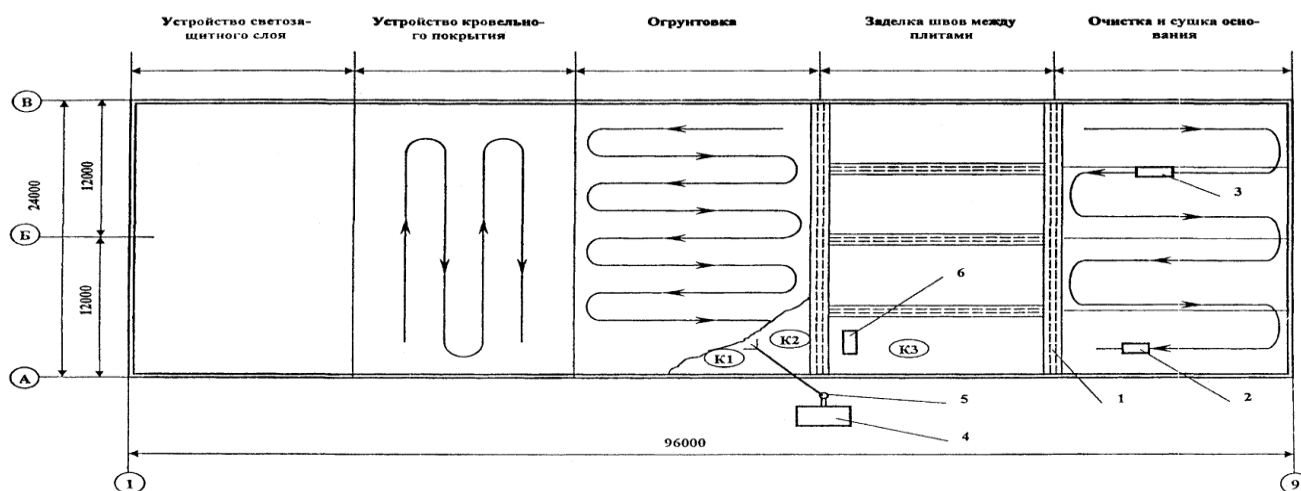 Устройство светоза-
щитного слоя
Устройство кровельно-
го покрытия
Огрунтовка
Заделка швов между
плитами
Очистка и сушка осно-
вания
В
Б
А
24000
12000
12000
К1
К2
К3
6
3
5
4
1
2
96000
1
9